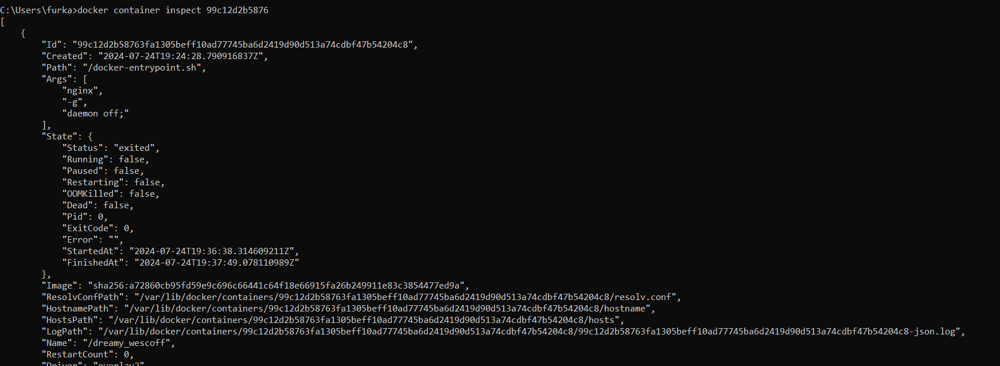 C:\Users\furka>docker container inspect 99c12d2b5876
[
    {
        "Id": "99c12d2b58763fa1305beff10ad77745ba6d2419d90d513a74cdbf47b54204c8",
        "Created": "2024-07-24T19:24:28.790916837Z",
        "Path": "/docker-entrypoint.sh",
        "Args": [
            "nginx",
            "-g",
            "daemon off;"
        ],
        "State": {
            "Status": "exited",
            "Running": false,
            "Paused": false,
            "Restarting": false,
            "OOMKilled": false,
            "Dead": false,
            "Pid": 0,
            "ExitCode": 0,
            "Error": "",
            "StartedAt": "2024-07-24T19:36:38.314609211Z",
            "FinishedAt": "2024-07-24T19:37:49.078110989Z"
        },
        "Image": "sha256:a72860cb95fd59e9c696c66441c64f18e66915fa26b249911e83c3854477ed9a",
        "ResolvConfPath": "/var/lib/docker/containers/99c12d2b58763fa1305beff10ad77745ba6d2419d90d513a74cdbf47b54204c8/resolv.conf",
        "HostnamePath": "/var/lib/docker/containers/99c12d2b58763fa1305beff10ad77745ba6d2419d90d513a74cdbf47b54204c8/hostname",
        "HostsPath": "/var/lib/docker/containers/99c12d2b58763fa1305beff10ad77745ba6d2419d90d513a74cdbf47b54204c8/hosts",
        "LogPath": "/var/lib/docker/containers/99c12d2b58763fa1305beff10ad77745ba6d2419d90d513a74cdbf47b54204c8/99c12d2b58763fa1305beff10ad77745ba6d2419d90d513a74cdbf47b54204c8-json.log",
        "Name": "/dreamy_wescoff",
        "RestartCount": 0,
        "Driver": "overlay2"